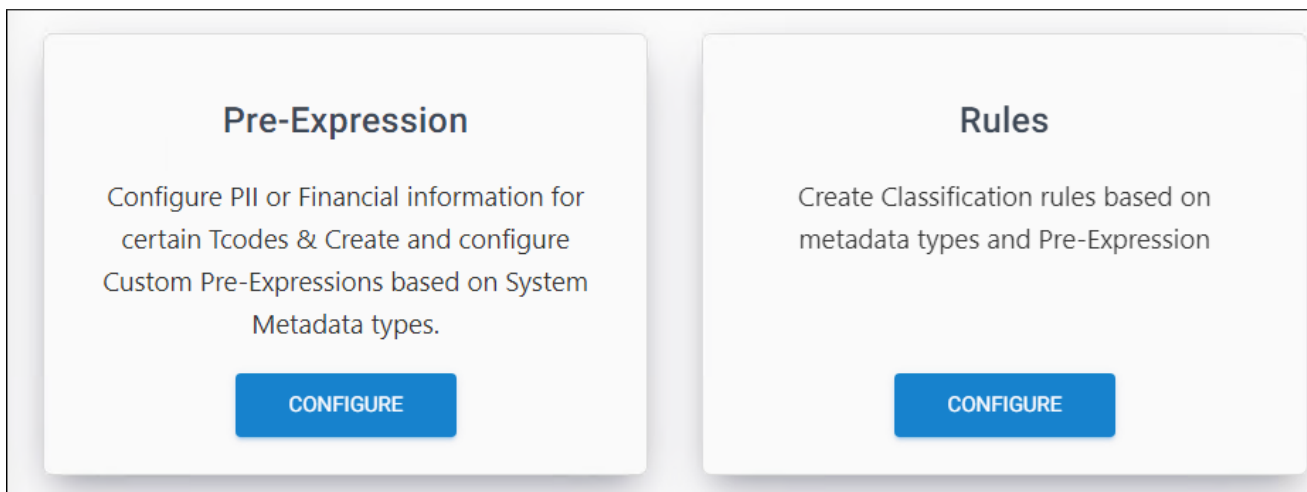 Pre-Expression
Configure PII or Financial information for
certain Tcodes & Create and configure
Custom Pre-Expressions based on System
Metadata types.
CONFIGURE
Rules
Create Classification rules based on
metadata types and Pre-Expression
CONFIGURE